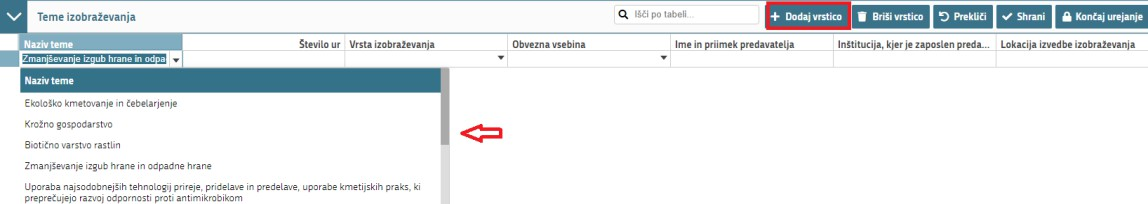 Teme izobraževanja
Išči po tabeli...
Dodaj vrstico
Briši vrstico
Prekliči
Shrani
Končaj urejanje
Naziv teme
Število ur
Vrsta izobraževanja
Obvezna vsebina
Ime in priimek predavatelja
Inštitucija, kjer je zaposlen preda...
Lokacija izvedbe izobraževanja
Zmanjševanje izgub hrane in odpa
Naziv teme
Ekološko kmetovanje in čebelarjenje
Krožno gospodarstvo
Biotično varstvo rastlin
Zmanjševanje izgub hrane in odpadne hrane
Uporaba najsodobnejših tehnologij prireje, pridelave in predelave, uporabe kmetijskih praks, ki
preprečujejo razvoj odpornosti proti antimikrobikom